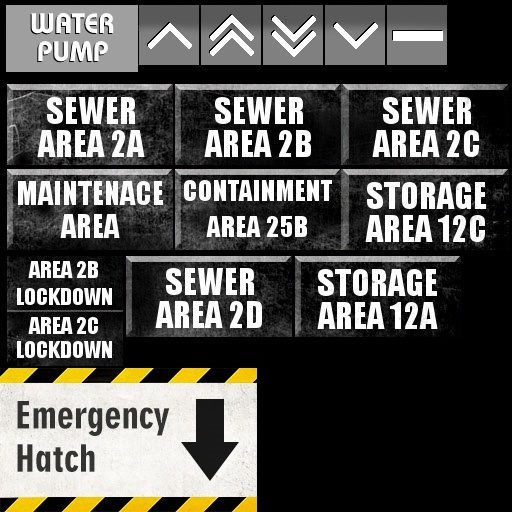 WATER
PUMP
SEWER
AREA 2A
SEWER
AREA 2B
SEWER
AREA 2C
MAINTENACE
AREA
CONTAINMENT
AREA 25B
STORAGE
AREA 12C
AREA 2B
LOCKDOWN
AREA 2C
LOCKDOWN
SEWER
AREA 2D
STORAGE
AREA 12A
Emergency
Hatch